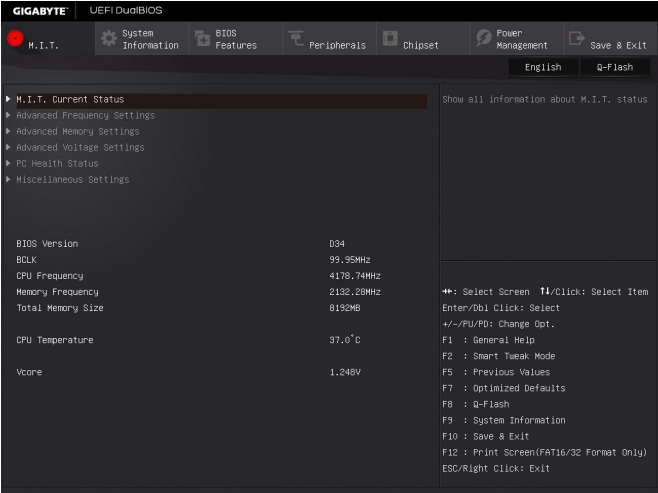 GIGABYTE™ UEFI DualBIOS
M.I.T. System Information BIOS Features Peripherals Chipset Power Management Save & Exit
English Q-Flash
M.I.T. Current Status
Advanced Frequency Settings
Advanced Memory Settings
Advanced Voltage Settings
PC Health Status
Miscellaneous Settings
Show all information about M.I.T. status
BIOS Version D34
BCLK 99.95MHz
CPU Frequency 4178.74MHz
Memory Frequency 2132.28MHz
Total Memory Size 8192MB
CPU Temperature 37.0°C
Vcore 1.248V
→←: Select Screen ↑↓/Click: Select Item
Enter/Dbl Click: Select
+/-/PU/PD: Change Opt.
F1 : General Help
F2 : Smart Tweak Mode
F5 : Previous Values
F7 : Optimized Defaults
F8 : Q-Flash
F9 : System Information
F10 : Save & Exit
F12 : Print Screen(FAT16/32 Format Only)
ESC/Right Click: Exit